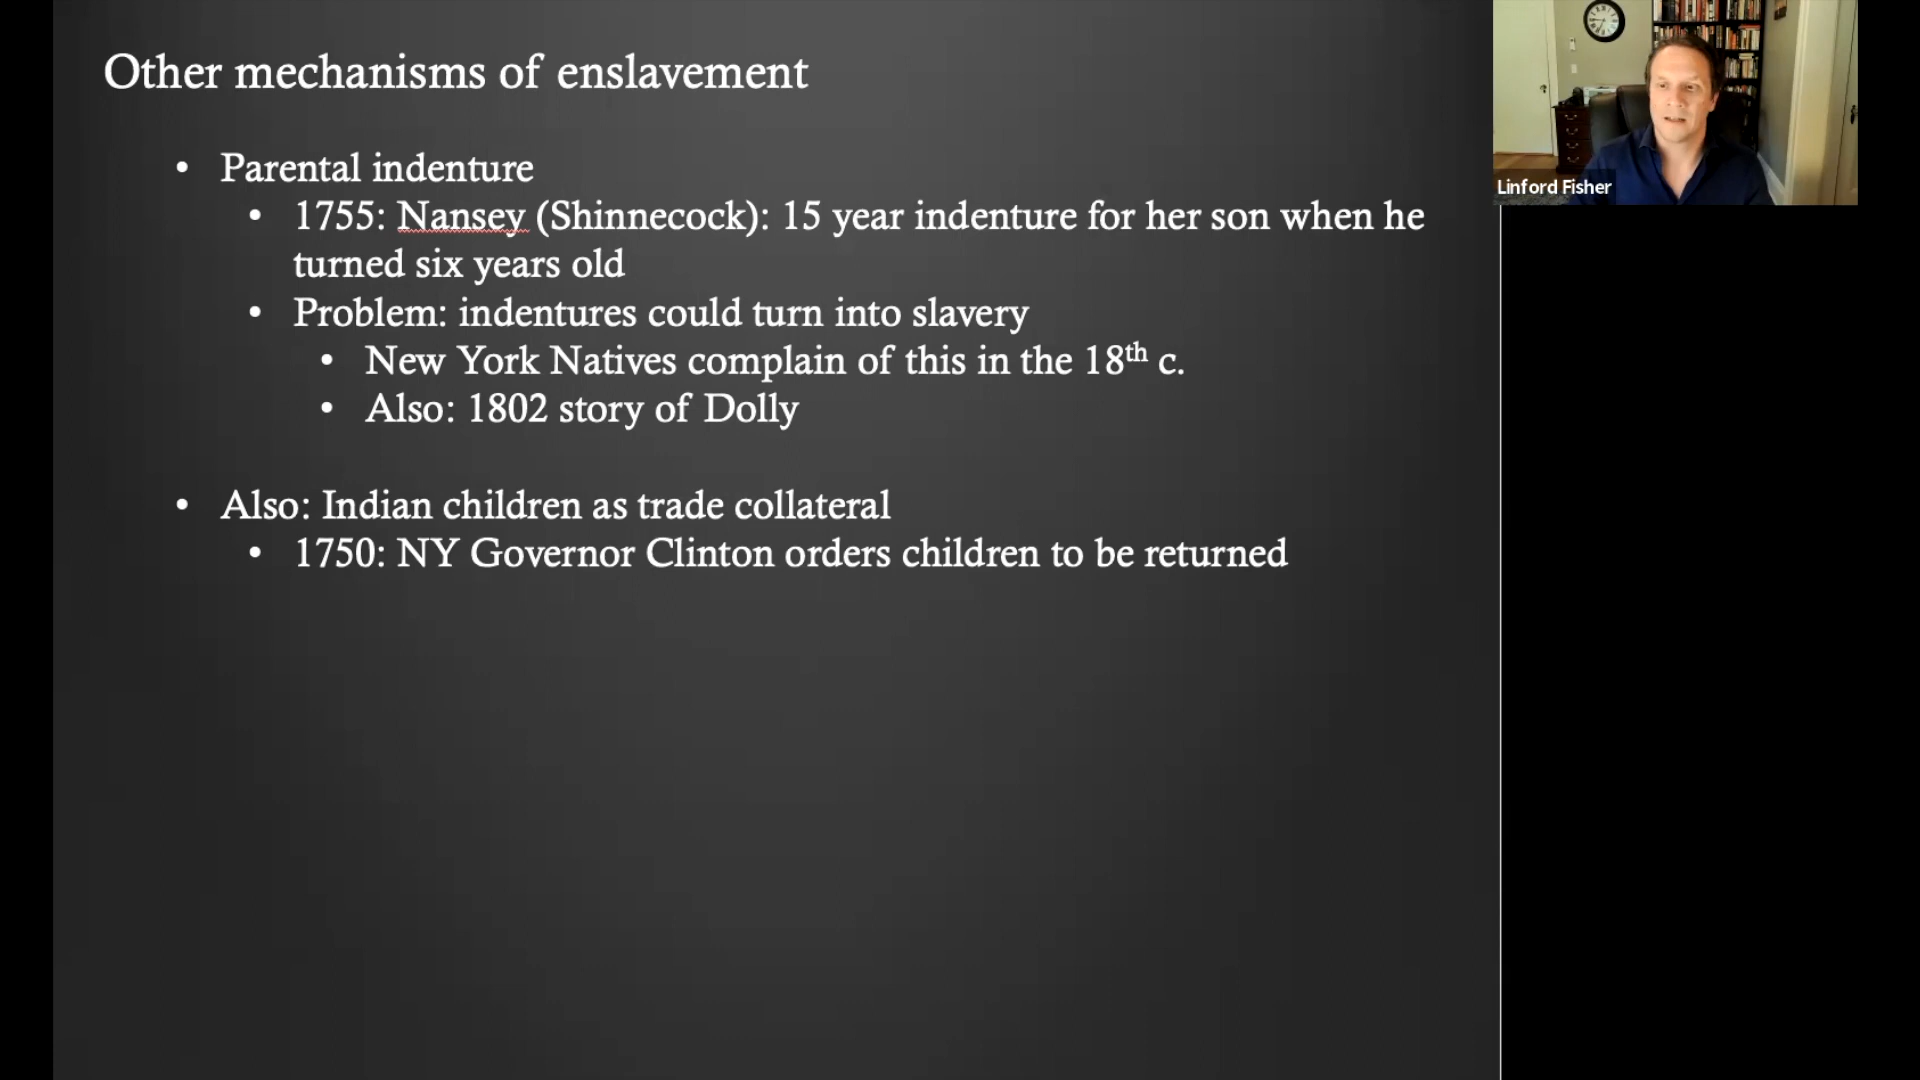 Other mechanisms of enslavement
• Parental indenture
• 1755: Nansey (Shinnecock): 15 year indenture for her son when he
turned six years old
• Problem: indentures could turn into slavery
• New York Natives complain of this in the 18th c.
• Also: 1802 story of Dolly
• Also: Indian children as trade collateral
• 1750: NY Governor Clinton orders children to be returned
Linford Fisher